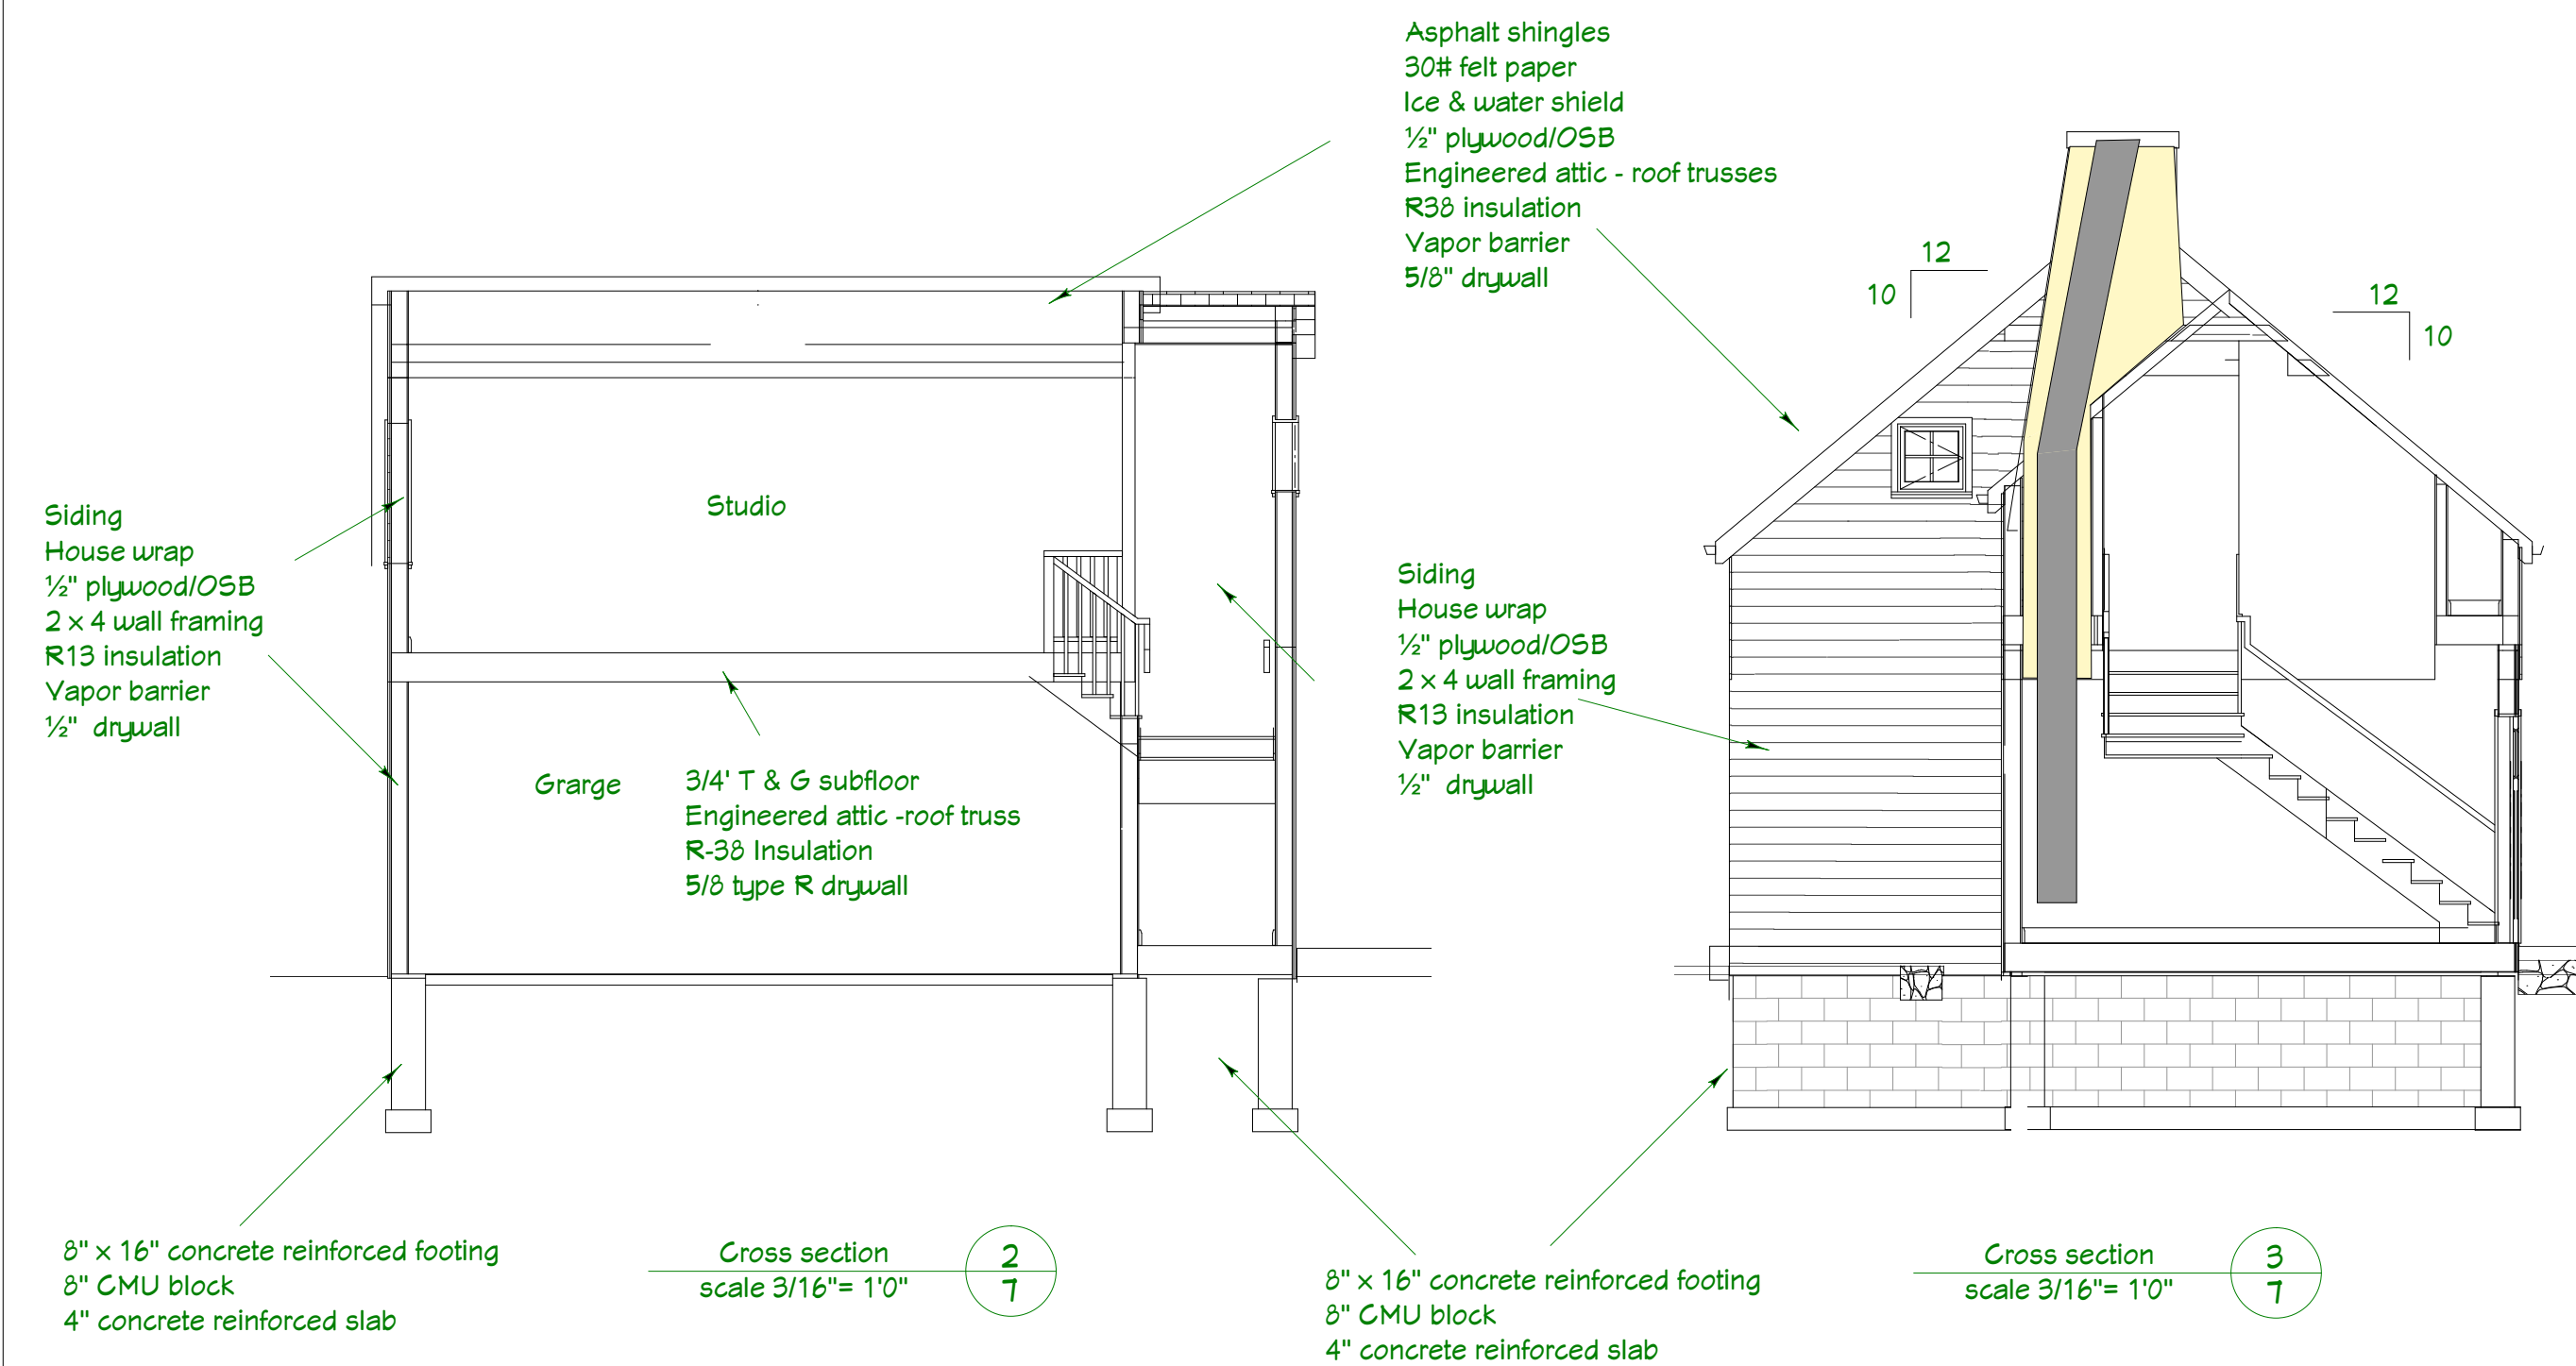 Asphalt shingles
30# felt paper
Ice & water shield
½" plywood/OSB
Engineered attic - roof trusses
R38 insulation
Vapor barrier
5/8" drywall
12
10
12
10
Siding
House wrap
½" plywood/OSB
2 x 4 wall framing
R13 insulation
Vapor barrier
½"  drywall
Studio
Grarge
3/4' T & G subfloor
Engineered attic -roof truss
R-38 Insulation
5/8 type R drywall
Siding
House wrap
½" plywood/OSB
2 x 4 wall framing
R13 insulation
Vapor barrier
½"  drywall
8" x 16" concrete reinforced footing
8" CMU block
4" concrete reinforced slab
Cross section
scale 3/16"= 1'0"
2
7
8" x 16" concrete reinforced footing
8" CMU block
4" concrete reinforced slab
Cross section
scale 3/16"= 1'0"
3
7